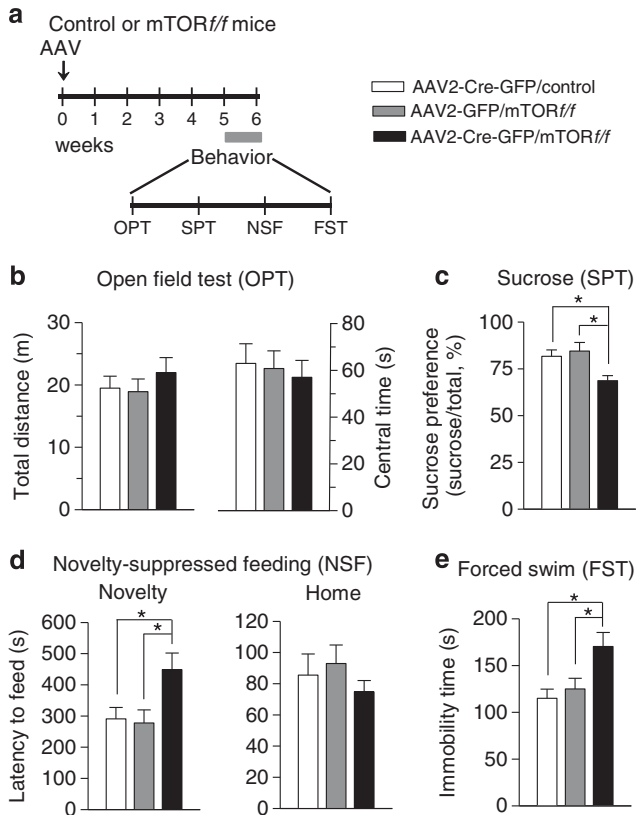 a
Control or mTORf/f mice
AAV
0 1 2 3 4 5 6
weeks
Behavior
OPT SPT NSF FST
AAV2-Cre-GFP/control
AAV2-GFP/mTORf/f
AAV2-Cre-GFP/mTORf/f
b
Open field test (OPT)
Total distance (m)
30
20
10
0
Central time (s)
80
60
40
20
0
c
Sucrose (SPT)
Sucrose preference
(sucrose/total, %)
100
75
50
25
0
* 
*
d
Novelty-suppressed feeding (NSF)
Novelty
Latency to feed (s)
600
500
400
300
200
100
0
*
*
Home
120
100
80
60
40
20
0
e
Forced swim (FST)
Immobility time (s)
200
150
100
50
0
*
*